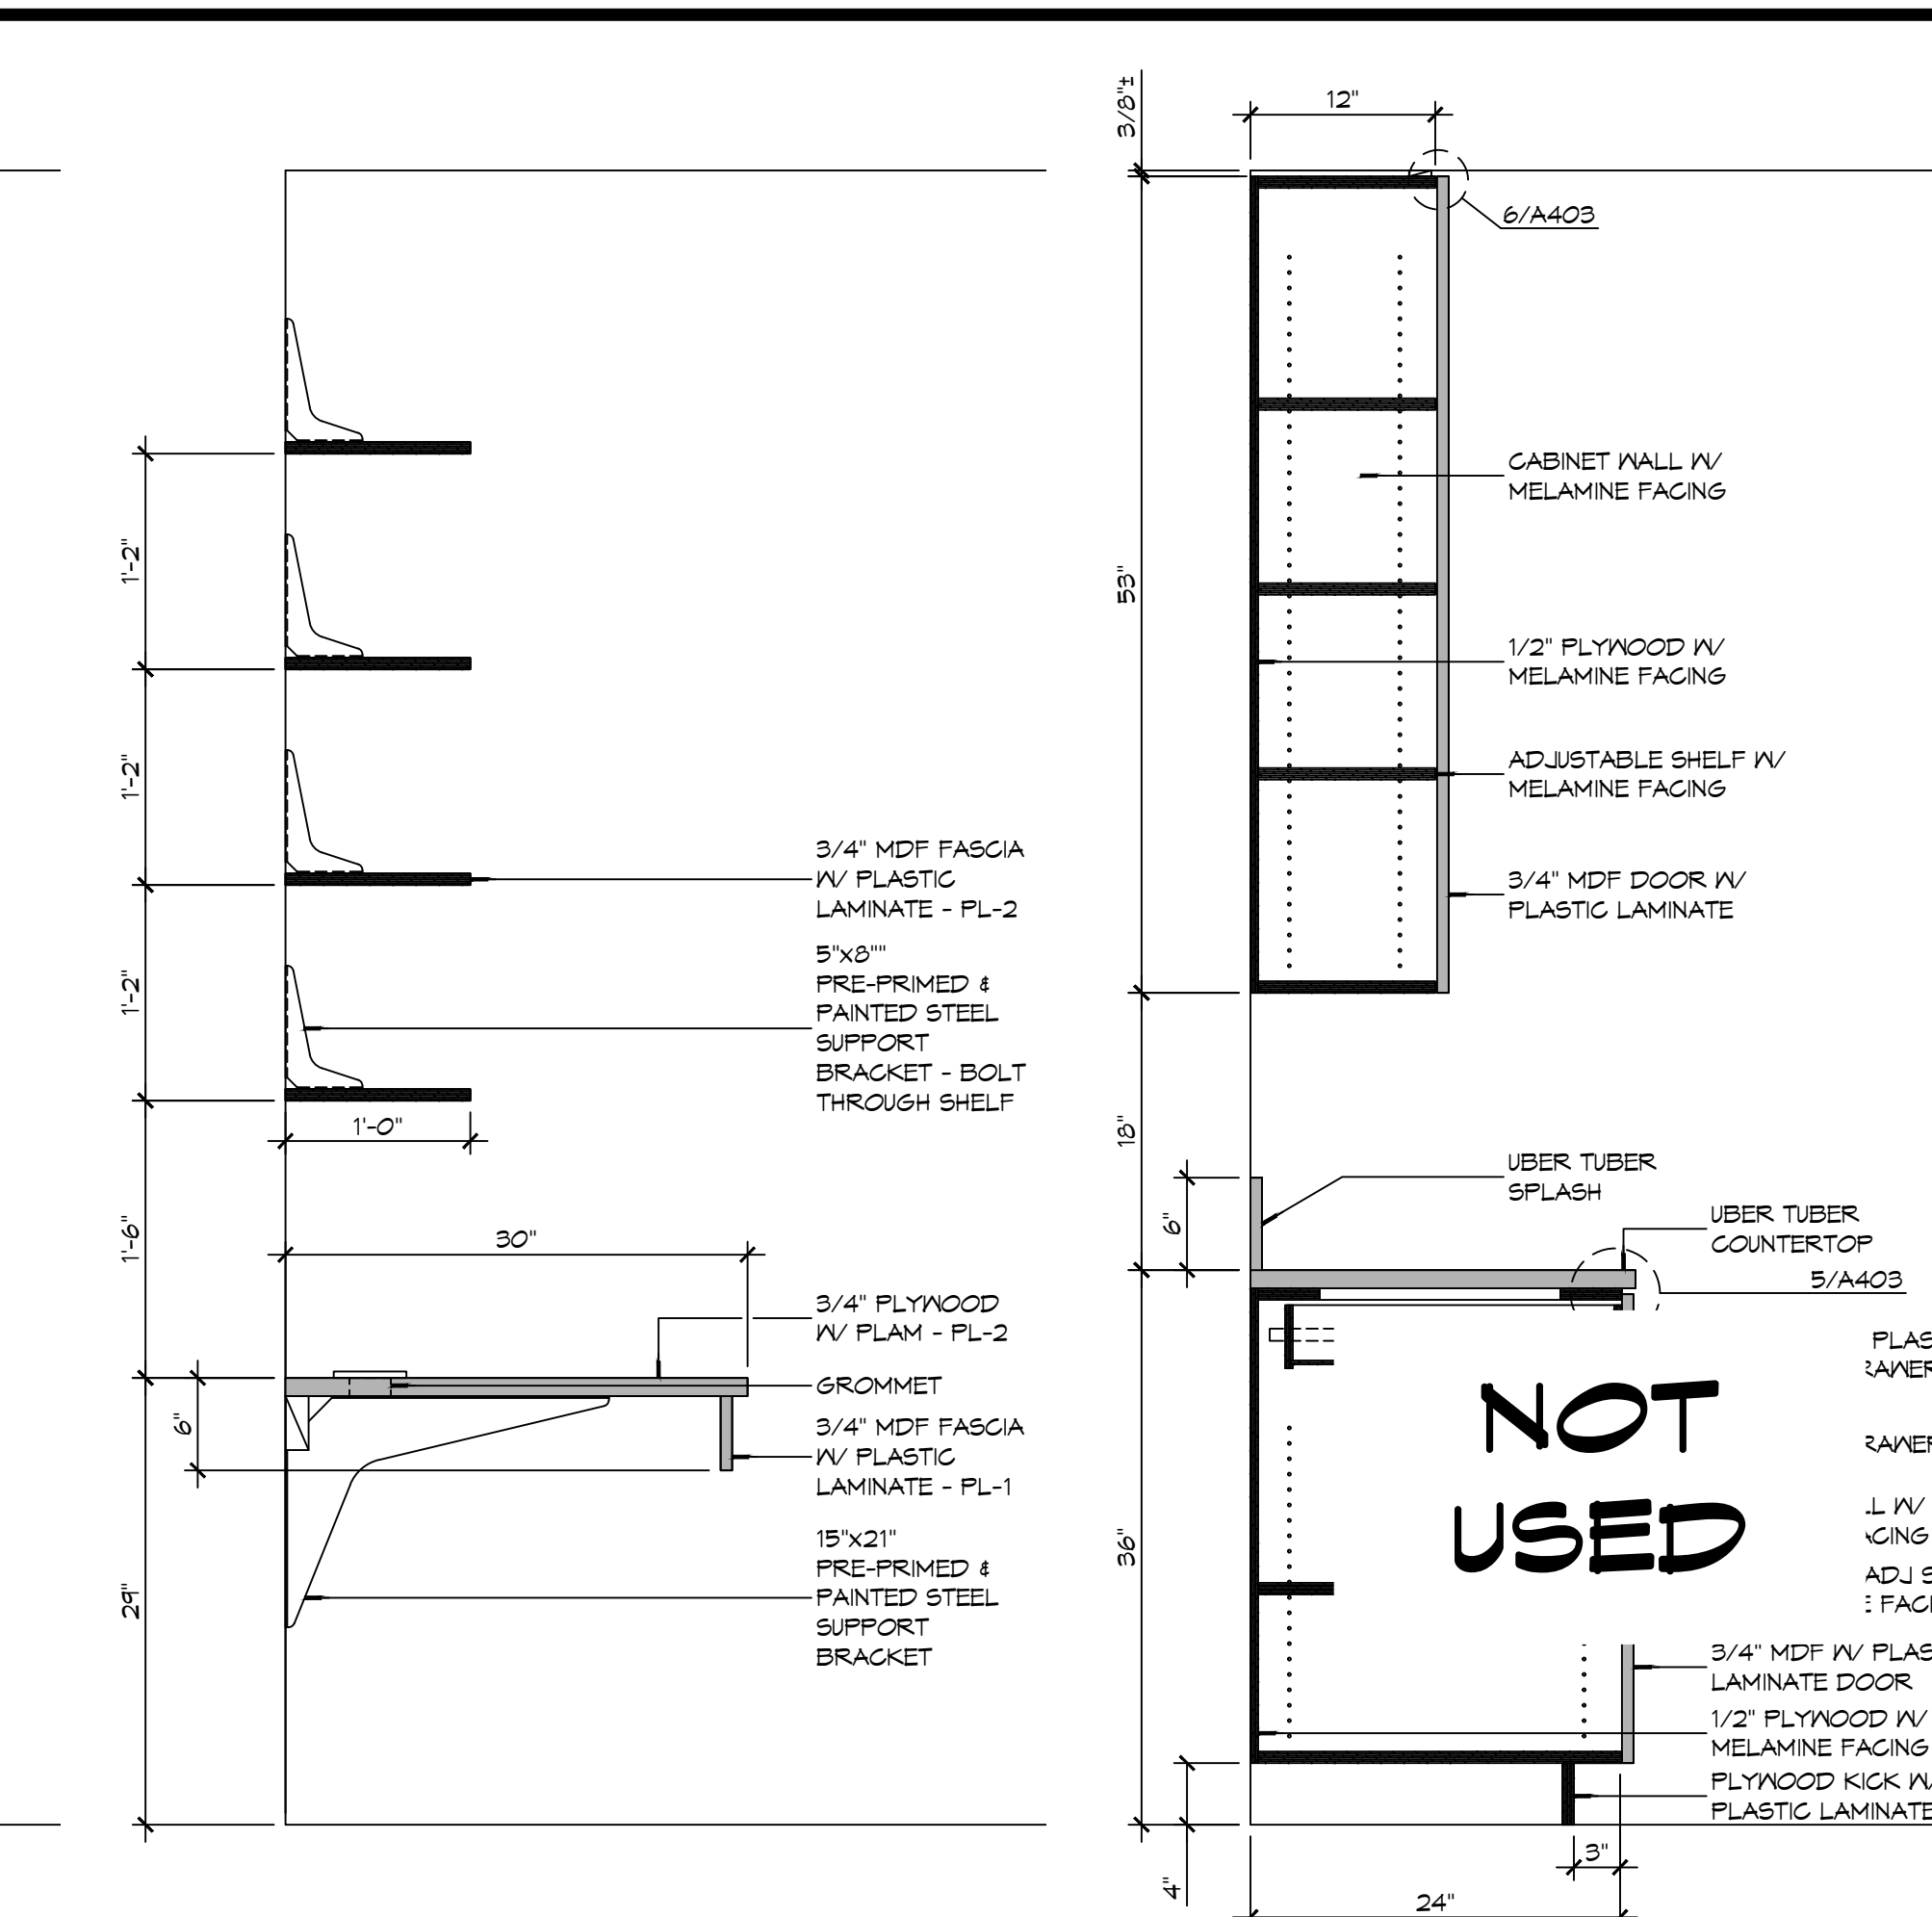 3/8"±
12"
6/A403
1'-2"
1'-2"
1'-2"
1'-6"
29"
1'-0"
30"
6"
3/4" MDF FASCIA
W/ PLASTIC
LAMINATE - PL-2
5"x8""
PRE-PRIMED &
PAINTED STEEL
SUPPORT
BRACKET - BOLT
THROUGH SHELF
3/4" PLYWOOD
W/ PLAM - PL-2
GROMMET
3/4" MDF FASCIA
W/ PLASTIC
LAMINATE - PL-1
15"x21"
PRE-PRIMED &
PAINTED STEEL
SUPPORT
BRACKET
53"
18"
6"
36"
4"
CABINET WALL W/
MELAMINE FACING
1/2" PLYWOOD W/
MELAMINE FACING
ADJUSTABLE SHELF W/
MELAMINE FACING
3/4" MDF DOOR W/
PLASTIC LAMINATE
UBER TUBER
SPLASH
UBER TUBER
COUNTERTOP
5/A403
NOT
USED
W/
ADJ
3/4" MDF W/
LAMINATE DOOR
1/2" PLYWOOD W/
MELAMINE FACING
PLYWOOD KICK W/
PLASTIC LAMINATE
3"
24"